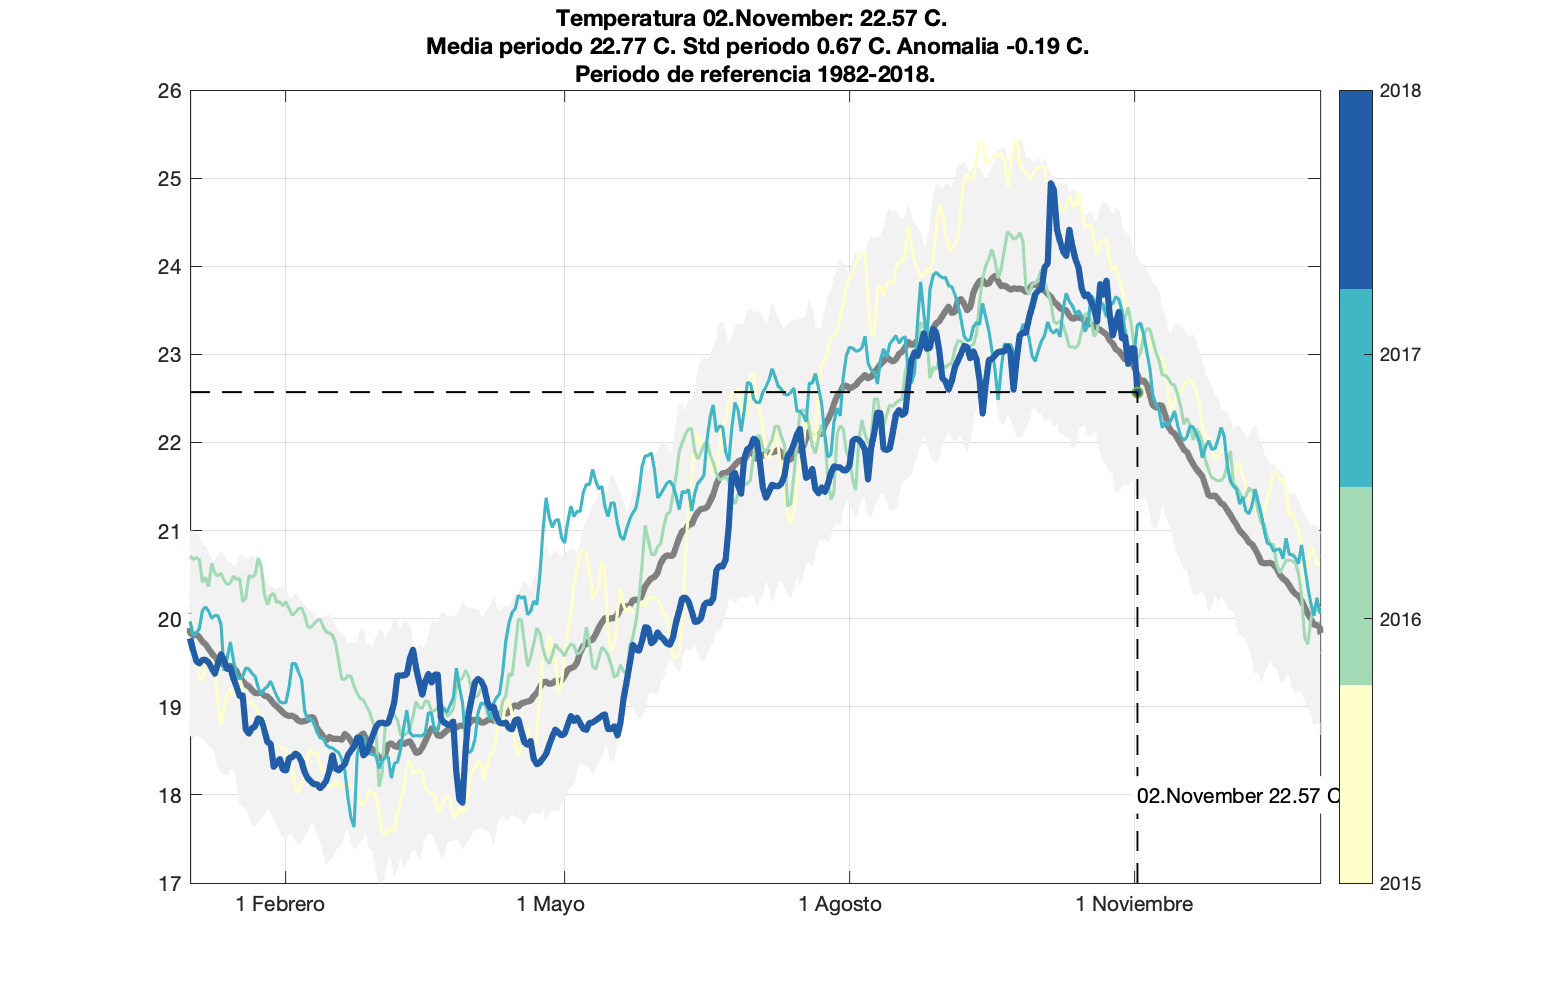 Temperatura 02.November: 22.57 C.
Media periodo 22.77 C. Std periodo 0.67 C. Anomalia -0.19 C.
Periodo de referencia 1982-2018.
26
25
24
23
22
21
20
19
18
17
1 Febrero
1 Mayo
1 Agosto
1 Noviembre
02.November 22.57 C
2018
2017
2016
2015